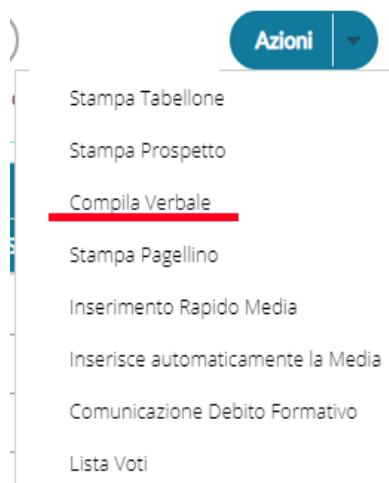 Azioni
Stampa Tabellone
Stampa Prospetto
Compila Verbale
Stampa Pagellino
Inserimento Rapido Media
Inserisce automaticamente la Media
Comunicazione Debito Formativo
Lista Voti